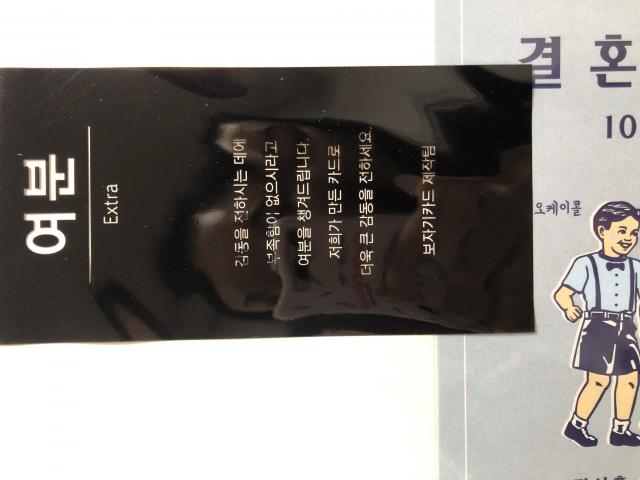 여분
Extra
감동을 전하시는 데에
부족함이 없으시라고
여분을 챙겨드립니다.
저희가 만든 카드로
더욱 큰 감동을 전하세요.
보자기카드 제작팀
결혼
10
오케이콜